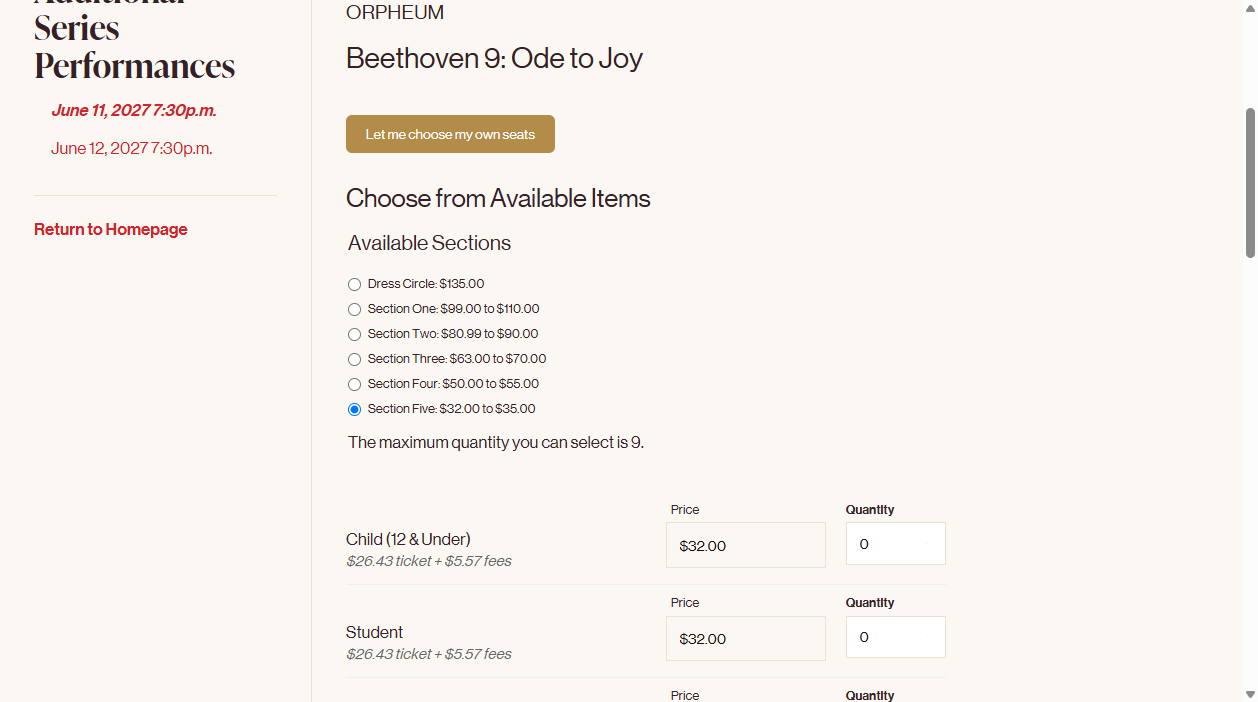 Additional
Series
Performances
June 11, 2027 7:30p.m.
June 12, 2027 7:30p.m.
Return to Homepage
ORPHEUM
Beethoven 9: Ode to Joy
Let me choose my own seats
Choose from Available Items
Available Sections
Dress Circle: $135.00
Section One: $99.00 to $110.00
Section Two: $80.99 to $90.00
Section Three: $63.00 to $70.00
Section Four: $50.00 to $55.00
Section Five: $32.00 to $35.00
The maximum quantity you can select is 9.
Price Quantity
Child (12 & Under) $32.00 0
$26.43 ticket + $5.57 fees
Price Quantity
Student $32.00 0
$26.43 ticket + $5.57 fees
Price Quantity